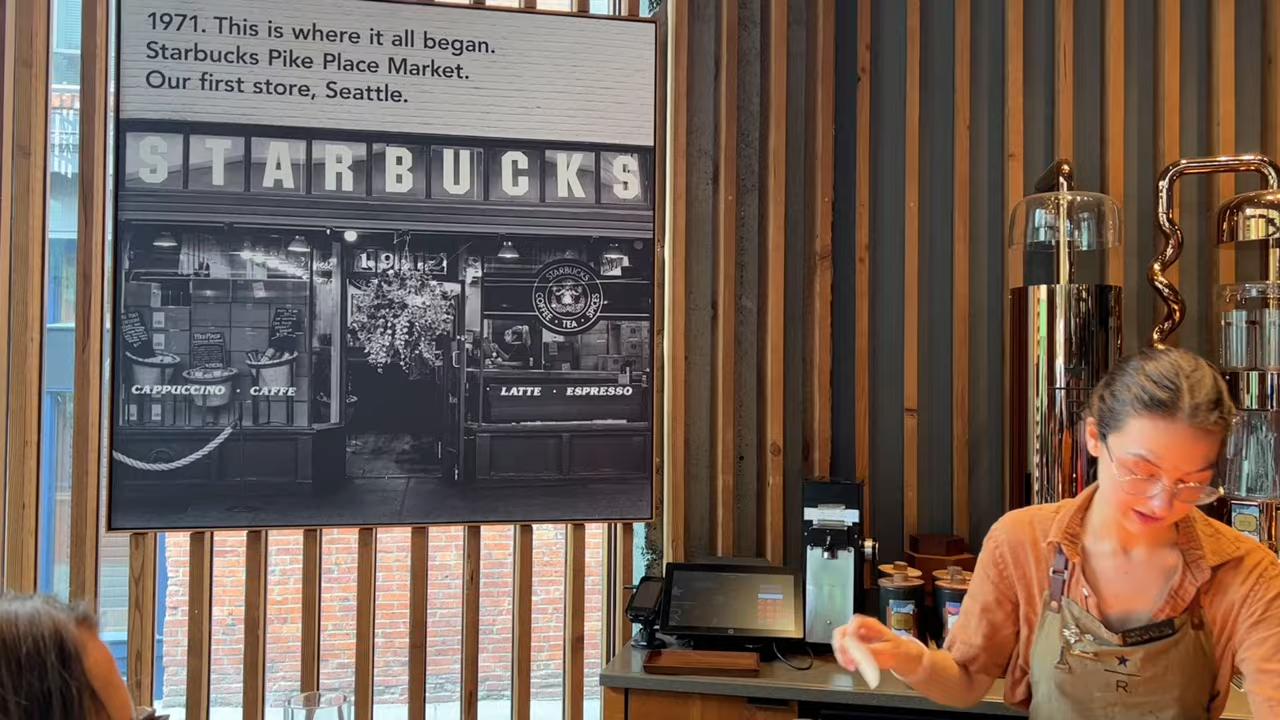 1971. This is where it all began.
Starbucks Pike Place Market.
Our first store, Seattle.
STARBUCKS
1912
STARBUCKS
COFFEE • TEA • SPICES
CAPPUCCINO • CAFFE
LATTE • ESPRESSO
R.